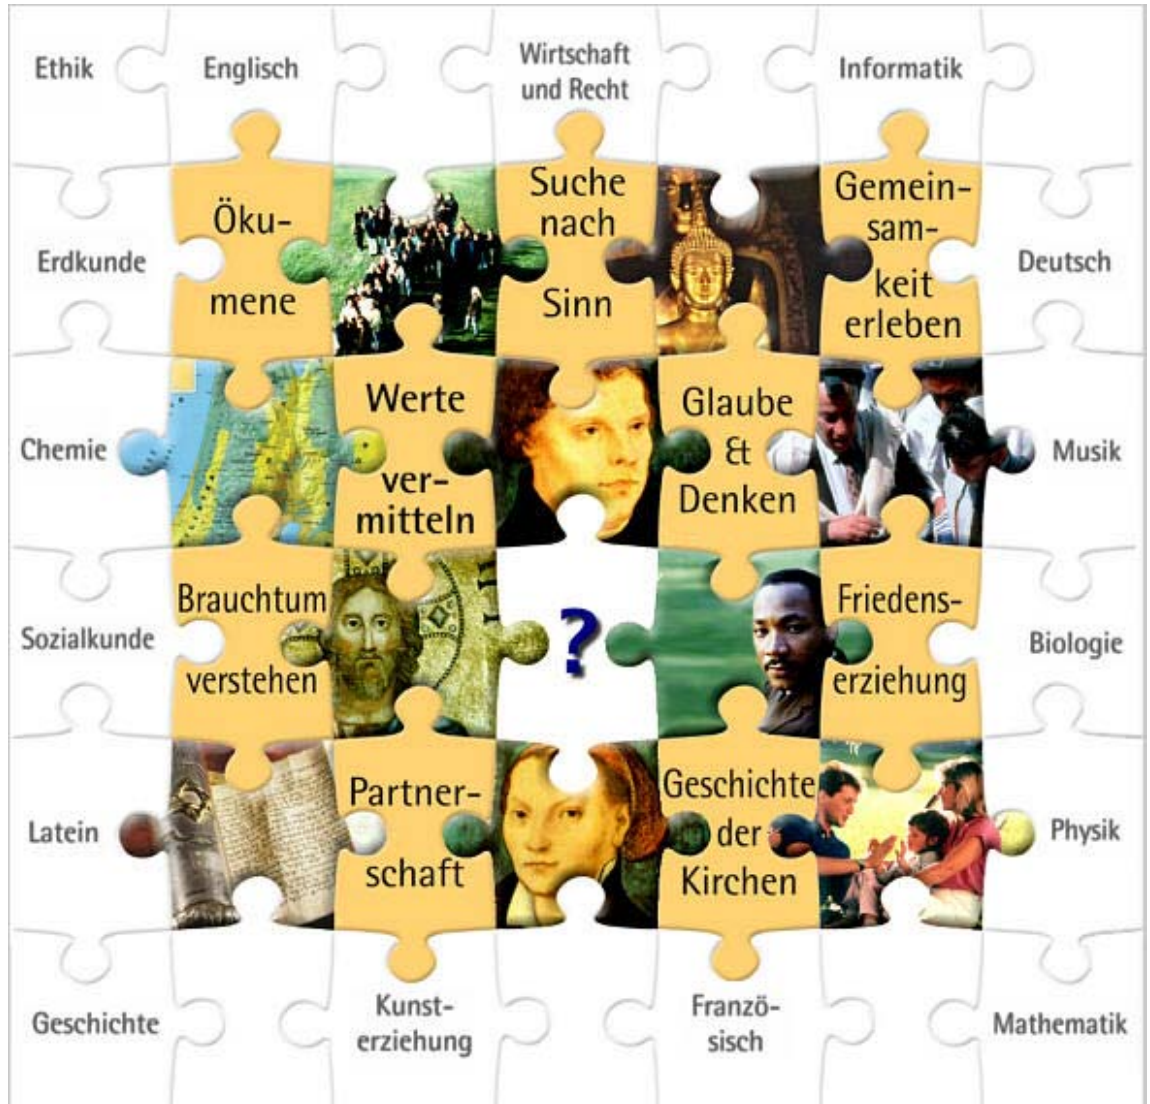 Ethik
Englisch
Wirtschaft
und Recht
Informatik
Öku-
mene
Suche
nach
Sinn
Gemein-
sam-
keit
erleben
Erdkunde
Deutsch
Chemie
Werte
ver-
mitteln
Glaube
&
Denken
Musik
Sozialkunde
Brauchtum
verstehen
?
Friedens-
erziehung
Biologie
Latein
Partner-
schaft
Geschichte
der
Kirchen
Physik
Geschichte
Kunst-
erziehung
Franzö-
sisch
Mathematik